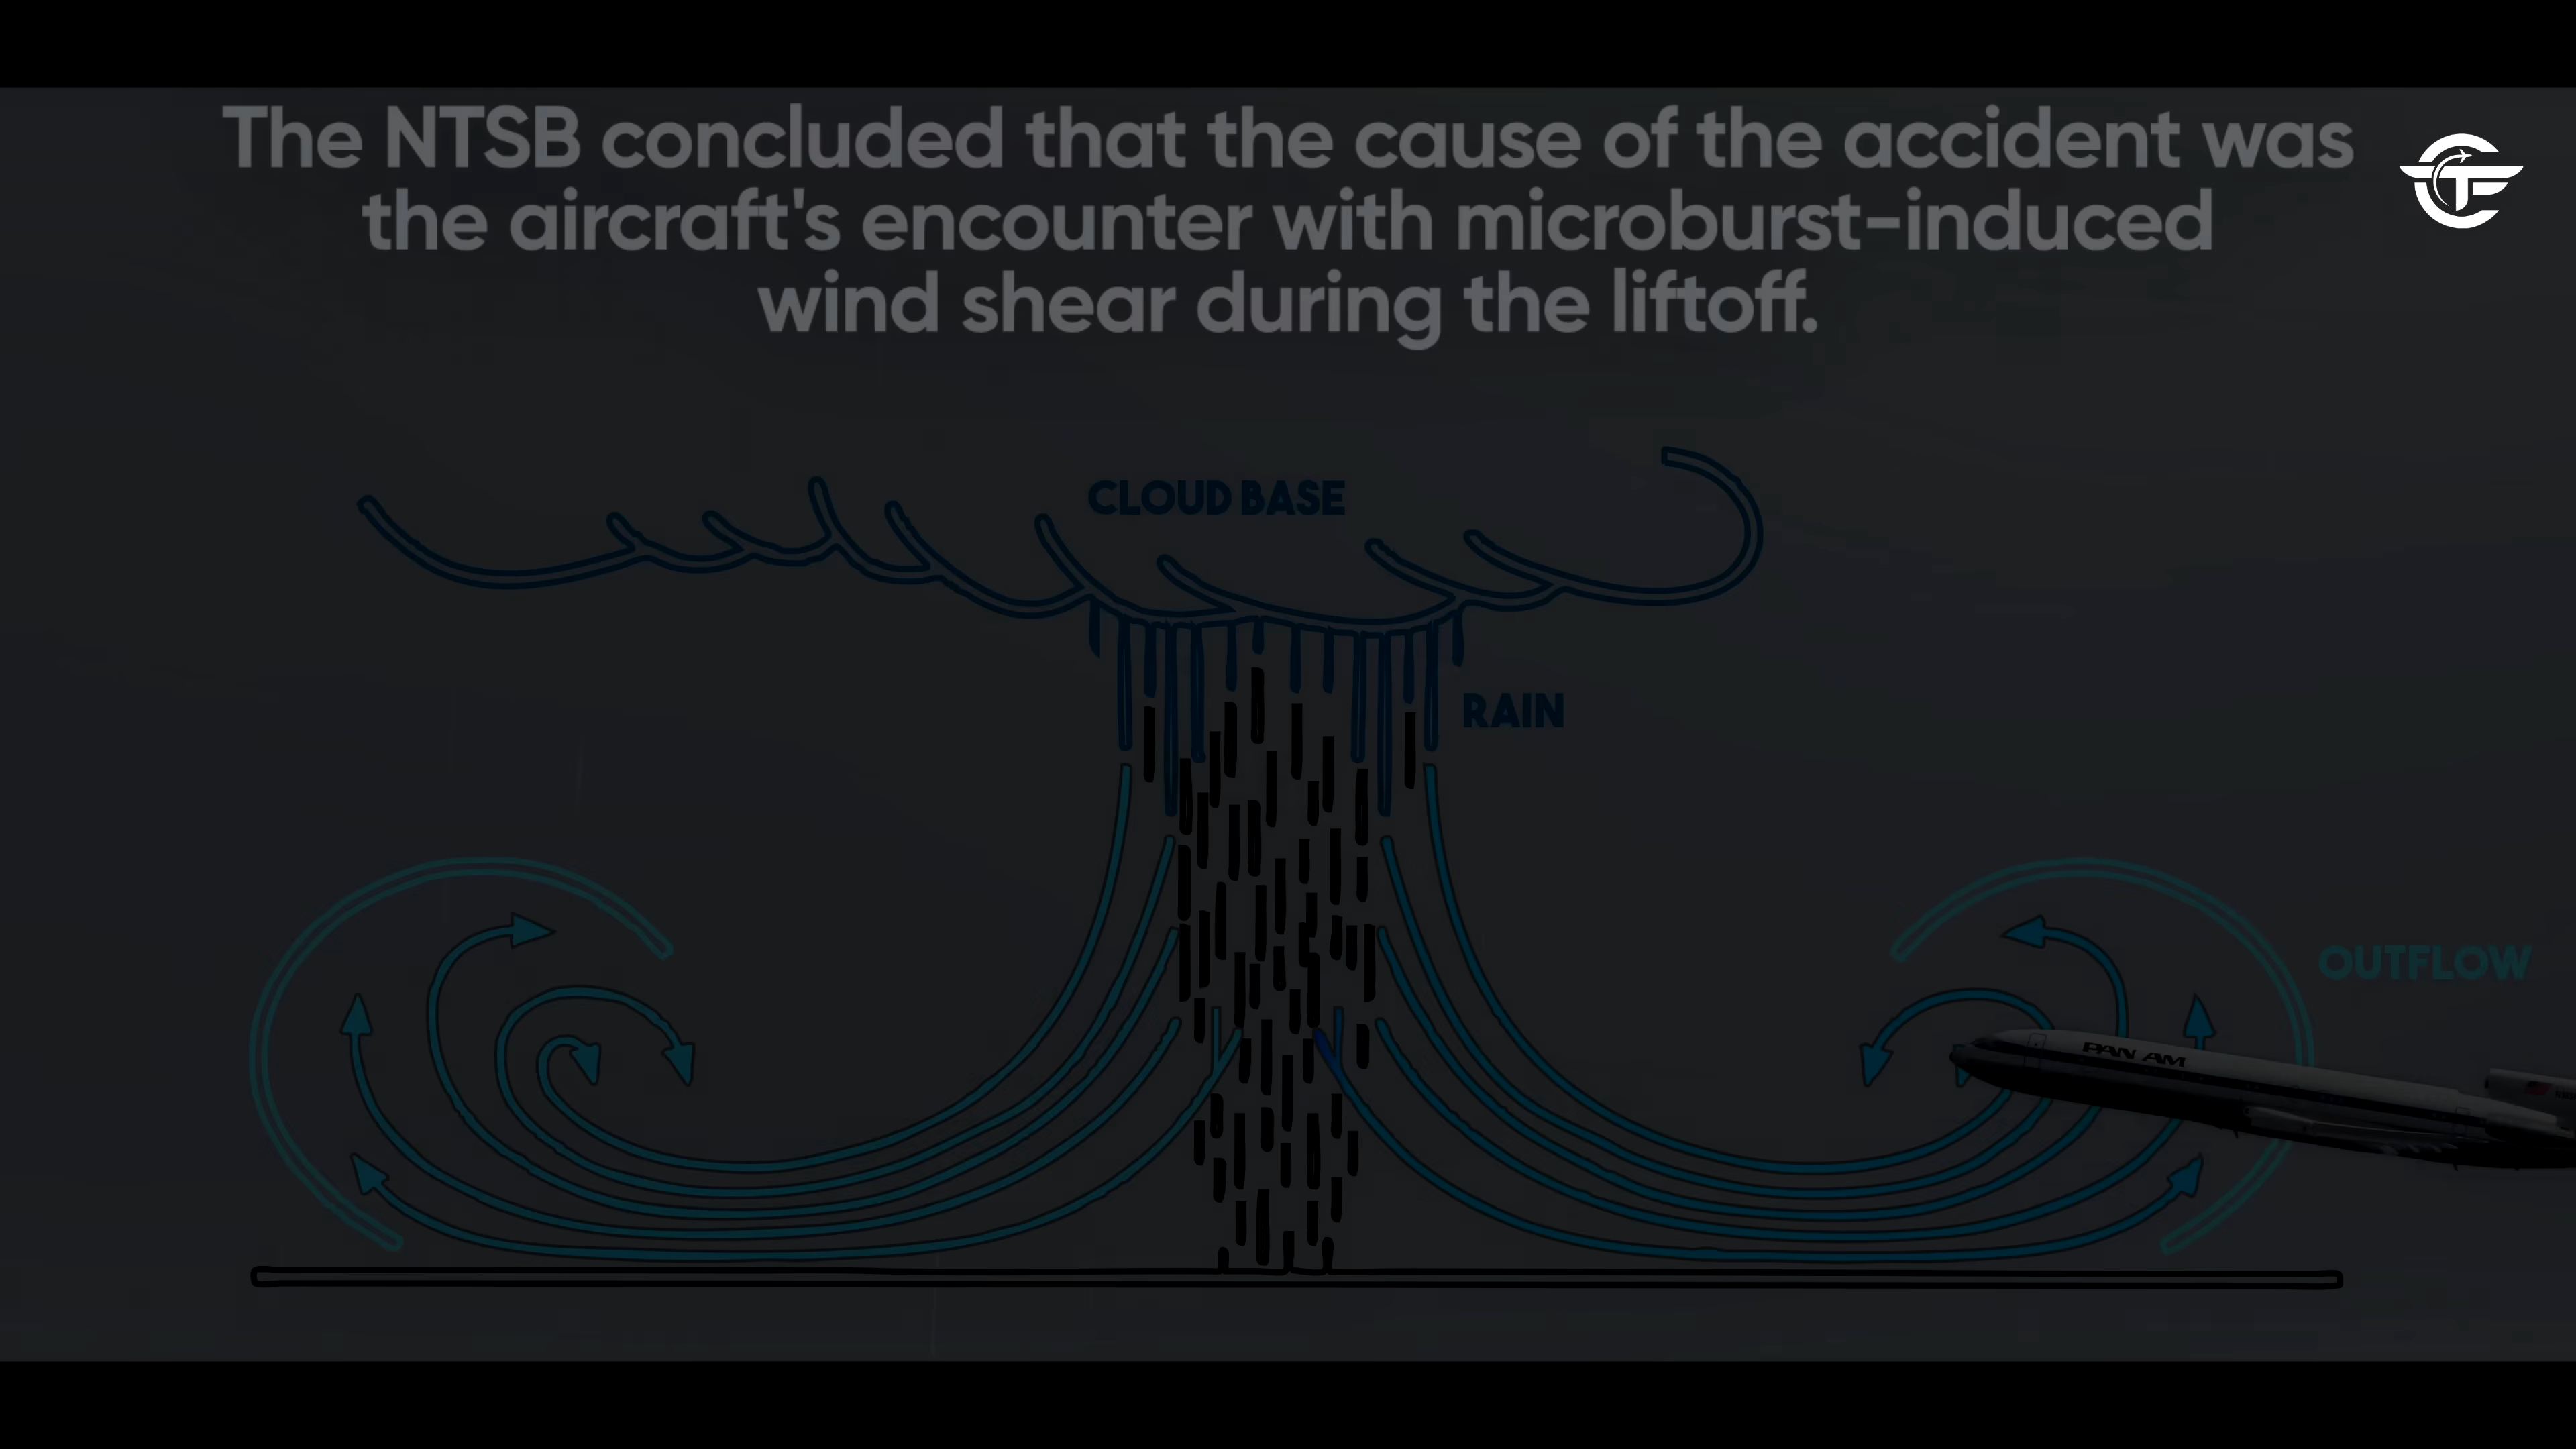 The NTSB concluded that the cause of the accident was
the aircraft's encounter with microburst-induced
wind shear during the liftoff.
CLOUD BASE
RAIN
OUTFLOW
PAN AM